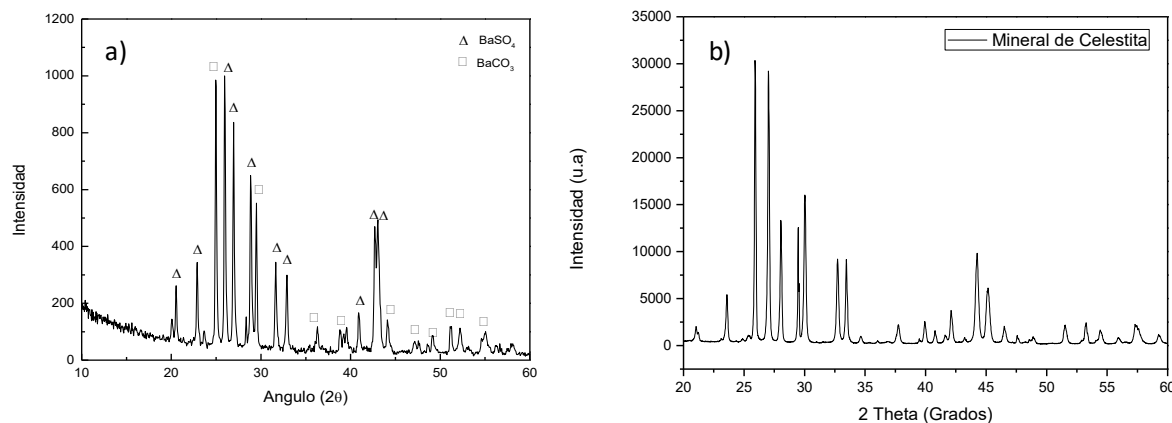 a)
Δ BaSO₄
□ BaCO₃
Intensidad
1200
1000
800
600
400
200
0
□ Δ
Δ
Δ
□
Δ
Δ
Δ
Δ
Δ Δ
Δ
□
□
□
□
□
□ □
□
10 20 30 40 50 60
Angulo (2θ)
b)
Mineral de Celestita
Intensidad (u.a)
35000
30000
25000
20000
15000
10000
5000
0
20 25 30 35 40 45 50 55 60
2 Theta (Grados)